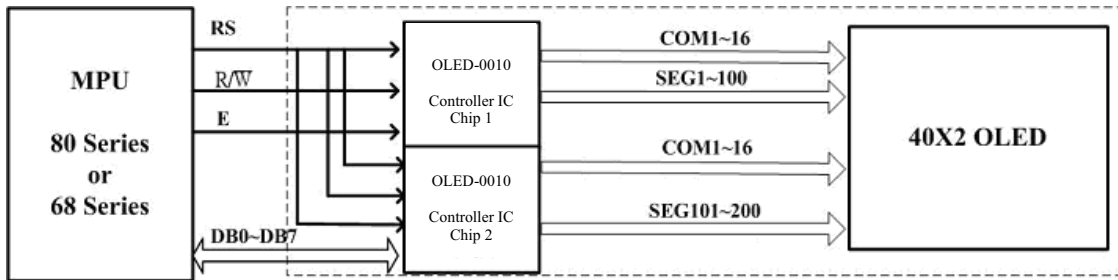 MPU
80 Series
or
68 Series
RS
R/W̅
E
DB0~DB7
OLED-0010
Controller IC
Chip 1
OLED-0010
Controller IC
Chip 2
COM1~16
SEG1~100
COM1~16
SEG101~200
40X2 OLED